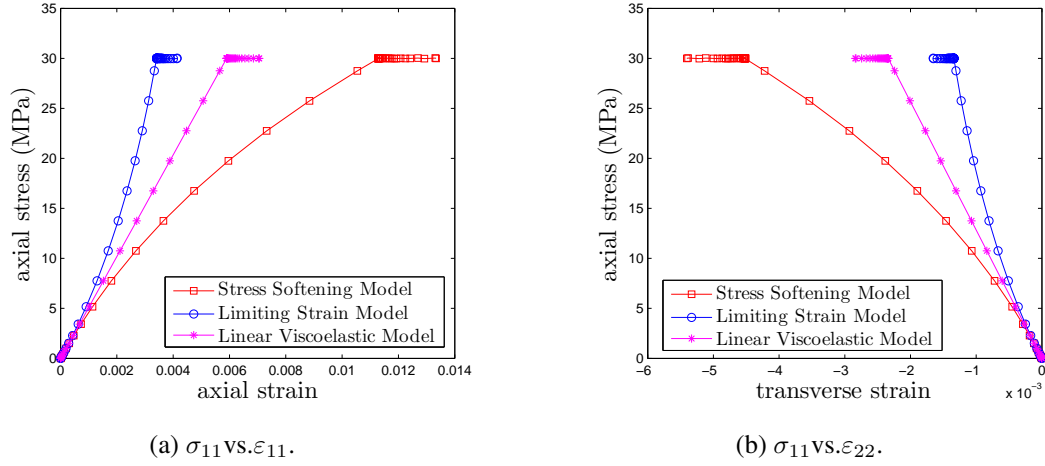 35
30
25
20
15
10
5
0
axial stress (MPa)
0 0.002 0.004 0.006 0.008 0.01 0.012 0.014
axial strain
Stress Softening Model
Limiting Strain Model
Linear Viscoelastic Model
(a) σ11vs.ε11.
35
30
25
20
15
10
5
0
axial stress (MPa)
−6 −5 −4 −3 −2 −1 0
x 10⁻³
transverse strain
Stress Softening Model
Limiting Strain Model
Linear Viscoelastic Model
(b) σ11vs.ε22.